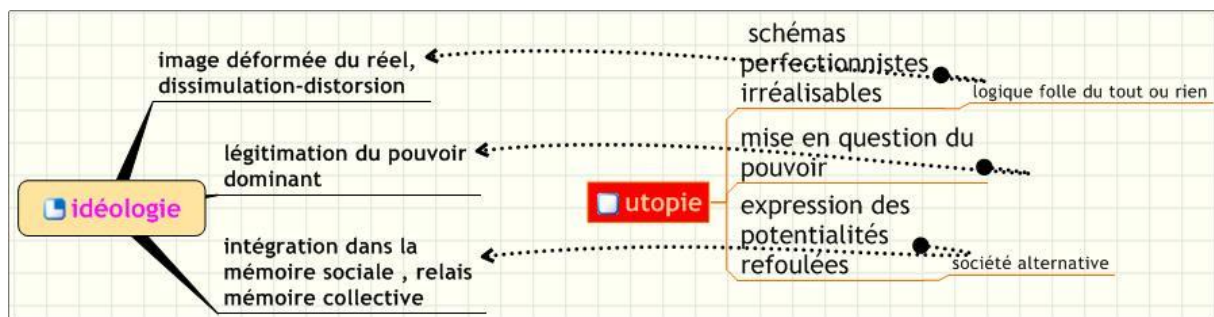 image déformée du réel,
dissimulation-distorsion
légitimation du pouvoir
dominant
idéologie
intégration dans la
mémoire sociale , relais
mémoire collective
schémas
perfectionnistes
irréalisables
logique folle du tout ou rien
mise en question du
pouvoir
utopie
expression des
potentialités
refoulées
société alternative